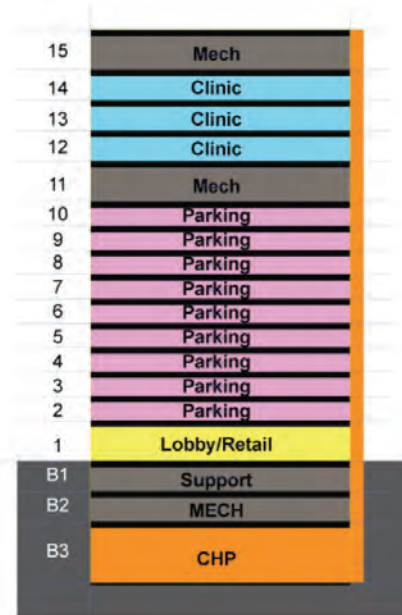 15 Mech
14 Clinic
13 Clinic
12 Clinic
11 Mech
10 Parking
9 Parking
8 Parking
7 Parking
6 Parking
5 Parking
4 Parking
3 Parking
2 Parking
1 Lobby/Retail
B1 Support
B2 MECH
B3 CHP